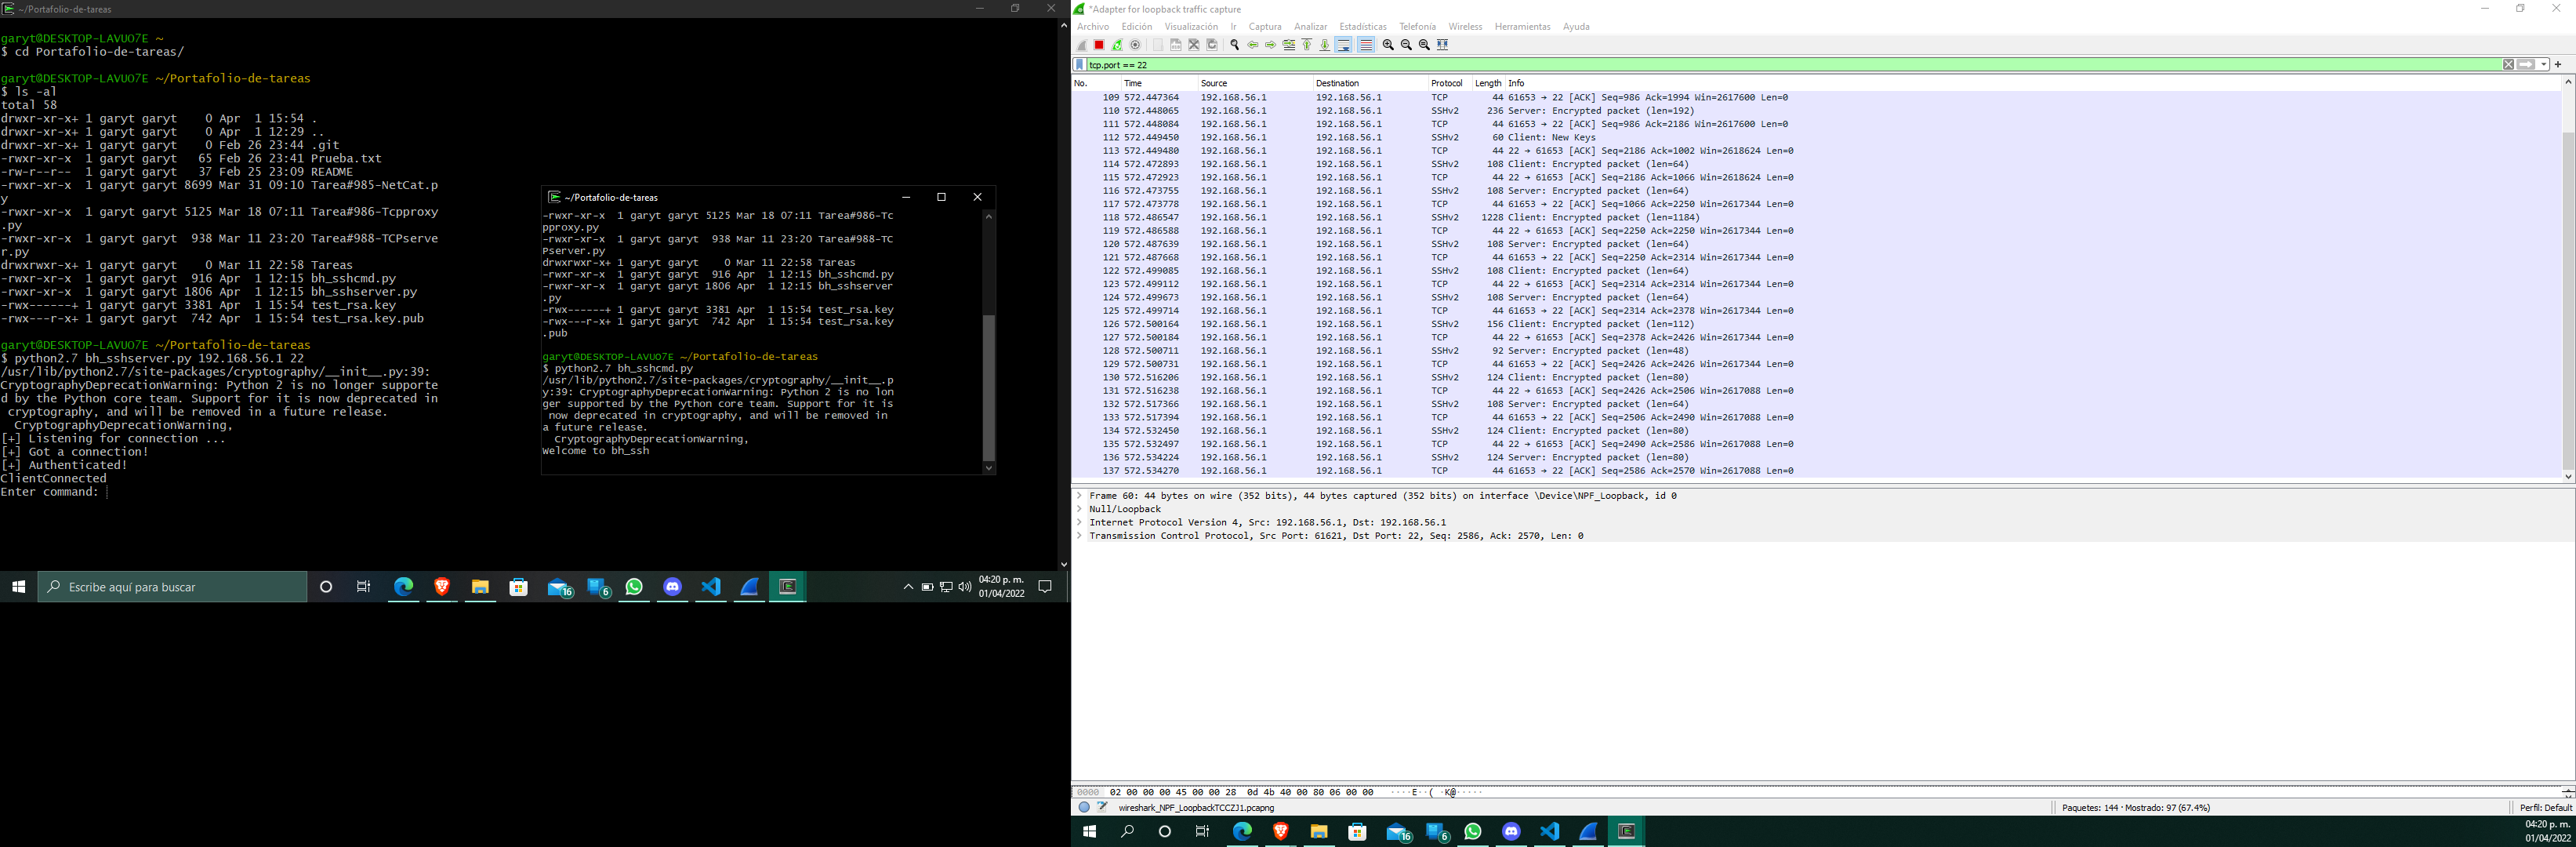 ~/Portafolio-de-tareas
garyt@DESKTOP-LAVUO7E ~
$ cd Portafolio-de-tareas/
garyt@DESKTOP-LAVUO7E ~/Portafolio-de-tareas
$ ls -al
total 58
drwxr-xr-x+ 1 garyt garyt    0 Apr  1 15:54 .
drwxr-xr-x+ 1 garyt garyt    0 Apr  1 12:29 ..
drwxr-xr-x+ 1 garyt garyt    0 Feb 26 23:44 .git
-rwxr-xr-x  1 garyt garyt   65 Feb 26 23:41 Prueba.txt
-rw-r--r--  1 garyt garyt   37 Feb 25 23:09 README
-rwxr-xr-x  1 garyt garyt 8699 Mar 31 09:10 Tarea#985-NetCat.p
y
-rwxr-xr-x  1 garyt garyt 5125 Mar 18 07:11 Tarea#986-Tcpproxy
.py
-rwxr-xr-x  1 garyt garyt  938 Mar 11 23:20 Tarea#988-TCPserve
r.py
drwxrwxr-x+ 1 garyt garyt    0 Mar 11 22:58 Tareas
-rwxr-xr-x  1 garyt garyt  916 Apr  1 12:15 bh_sshcmd.py
-rwxr-xr-x  1 garyt garyt 1806 Apr  1 12:15 bh_sshserver.py
-rwx------+ 1 garyt garyt 3381 Apr  1 15:54 test_rsa.key
-rwx---r-x+ 1 garyt garyt  742 Apr  1 15:54 test_rsa.key.pub
garyt@DESKTOP-LAVUO7E ~/Portafolio-de-tareas
$ python2.7 bh_sshserver.py 192.168.56.1 22
/usr/lib/python2.7/site-packages/cryptography/__init__.py:39:
CryptographyDeprecationWarning: Python 2 is no longer supporte
d by the Python core team. Support for it is now deprecated in
 cryptography, and will be removed in a future release.
  CryptographyDeprecationWarning,
[+] Listening for connection ...
[+] Got a connection!
[+] Authenticated!
ClientConnected
Enter command:
~/Portafolio-de-tareas
-rwxr-xr-x  1 garyt garyt 5125 Mar 18 07:11 Tarea#986-Tc
pproxy.py
-rwxr-xr-x  1 garyt garyt  938 Mar 11 23:20 Tarea#988-TC
Pserver.py
drwxrwxr-x+ 1 garyt garyt    0 Mar 11 22:58 Tareas
-rwxr-xr-x  1 garyt garyt  916 Apr  1 12:15 bh_sshcmd.py
-rwxr-xr-x  1 garyt garyt 1806 Apr  1 12:15 bh_sshserver
.py
-rwx------+ 1 garyt garyt 3381 Apr  1 15:54 test_rsa.key
-rwx---r-x+ 1 garyt garyt  742 Apr  1 15:54 test_rsa.key
.pub
garyt@DESKTOP-LAVUO7E ~/Portafolio-de-tareas
$ python2.7 bh_sshcmd.py
/usr/lib/python2.7/site-packages/cryptography/__init__.p
y:39: CryptographyDeprecationWarning: Python 2 is no lon
ger supported by the Python core team. Support for it is
 now deprecated in cryptography, and will be removed in
a future release.
  CryptographyDeprecationWarning,
Welcome to bh_ssh
Escribe aquí para buscar
16
6
04:20 p. m.
01/04/2022
*Adapter for loopback traffic capture
Archivo Edición Visualización Ir Captura Analizar Estadísticas Telefonía Wireless Herramientas Ayuda
tcp.port == 22
No. Time Source Destination Protocol Length Info
109 572.447364 192.168.56.1 192.168.56.1 TCP 44 61653 → 22 [ACK] Seq=986 Ack=1994 Win=2617600 Len=0
110 572.448065 192.168.56.1 192.168.56.1 SSHv2 236 Server: Encrypted packet (len=192)
111 572.448084 192.168.56.1 192.168.56.1 TCP 44 61653 → 22 [ACK] Seq=986 Ack=2186 Win=2617600 Len=0
112 572.449450 192.168.56.1 192.168.56.1 SSHv2 60 Client: New Keys
113 572.449480 192.168.56.1 192.168.56.1 TCP 44 22 → 61653 [ACK] Seq=2186 Ack=1002 Win=2618624 Len=0
114 572.472893 192.168.56.1 192.168.56.1 SSHv2 108 Client: Encrypted packet (len=64)
115 572.472923 192.168.56.1 192.168.56.1 TCP 44 22 → 61653 [ACK] Seq=2186 Ack=1066 Win=2618624 Len=0
116 572.473755 192.168.56.1 192.168.56.1 SSHv2 108 Server: Encrypted packet (len=64)
117 572.473778 192.168.56.1 192.168.56.1 TCP 44 61653 → 22 [ACK] Seq=1066 Ack=2250 Win=2617344 Len=0
118 572.486547 192.168.56.1 192.168.56.1 SSHv2 1228 Client: Encrypted packet (len=1184)
119 572.486588 192.168.56.1 192.168.56.1 TCP 44 22 → 61653 [ACK] Seq=2250 Ack=2250 Win=2617344 Len=0
120 572.487639 192.168.56.1 192.168.56.1 SSHv2 108 Server: Encrypted packet (len=64)
121 572.487668 192.168.56.1 192.168.56.1 TCP 44 61653 → 22 [ACK] Seq=2250 Ack=2314 Win=2617344 Len=0
122 572.499085 192.168.56.1 192.168.56.1 SSHv2 108 Client: Encrypted packet (len=64)
123 572.499112 192.168.56.1 192.168.56.1 TCP 44 22 → 61653 [ACK] Seq=2314 Ack=2314 Win=2617344 Len=0
124 572.499673 192.168.56.1 192.168.56.1 SSHv2 108 Server: Encrypted packet (len=64)
125 572.499714 192.168.56.1 192.168.56.1 TCP 44 61653 → 22 [ACK] Seq=2314 Ack=2378 Win=2617344 Len=0
126 572.500164 192.168.56.1 192.168.56.1 SSHv2 156 Client: Encrypted packet (len=112)
127 572.500184 192.168.56.1 192.168.56.1 TCP 44 22 → 61653 [ACK] Seq=2378 Ack=2426 Win=2617344 Len=0
128 572.500711 192.168.56.1 192.168.56.1 SSHv2 92 Server: Encrypted packet (len=48)
129 572.500731 192.168.56.1 192.168.56.1 TCP 44 61653 → 22 [ACK] Seq=2426 Ack=2426 Win=2617344 Len=0
130 572.516206 192.168.56.1 192.168.56.1 SSHv2 124 Client: Encrypted packet (len=80)
131 572.516238 192.168.56.1 192.168.56.1 TCP 44 22 → 61653 [ACK] Seq=2426 Ack=2506 Win=2617088 Len=0
132 572.517366 192.168.56.1 192.168.56.1 SSHv2 108 Server: Encrypted packet (len=64)
133 572.517394 192.168.56.1 192.168.56.1 TCP 44 61653 → 22 [ACK] Seq=2506 Ack=2490 Win=2617088 Len=0
134 572.532450 192.168.56.1 192.168.56.1 SSHv2 124 Client: Encrypted packet (len=80)
135 572.532497 192.168.56.1 192.168.56.1 TCP 44 22 → 61653 [ACK] Seq=2490 Ack=2586 Win=2617088 Len=0
136 572.534224 192.168.56.1 192.168.56.1 SSHv2 124 Server: Encrypted packet (len=80)
137 572.534270 192.168.56.1 192.168.56.1 TCP 44 61653 → 22 [ACK] Seq=2586 Ack=2570 Win=2617088 Len=0
Frame 60: 44 bytes on wire (352 bits), 44 bytes captured (352 bits) on interface \Device\NPF_Loopback, id 0
Null/Loopback
Internet Protocol Version 4, Src: 192.168.56.1, Dst: 192.168.56.1
Transmission Control Protocol, Src Port: 61621, Dst Port: 22, Seq: 2586, Ack: 2570, Len: 0
0000 02 00 00 00 45 00 00 28 0d 4b 40 00 80 06 00 00 ····E··( ·K@·····
wireshark_NPF_LoopbackTCCZJ1.pcapng
Paquetes: 144 · Mostrado: 97 (67.4%)
Perfil: Default
16
6
04:20 p. m.
01/04/2022